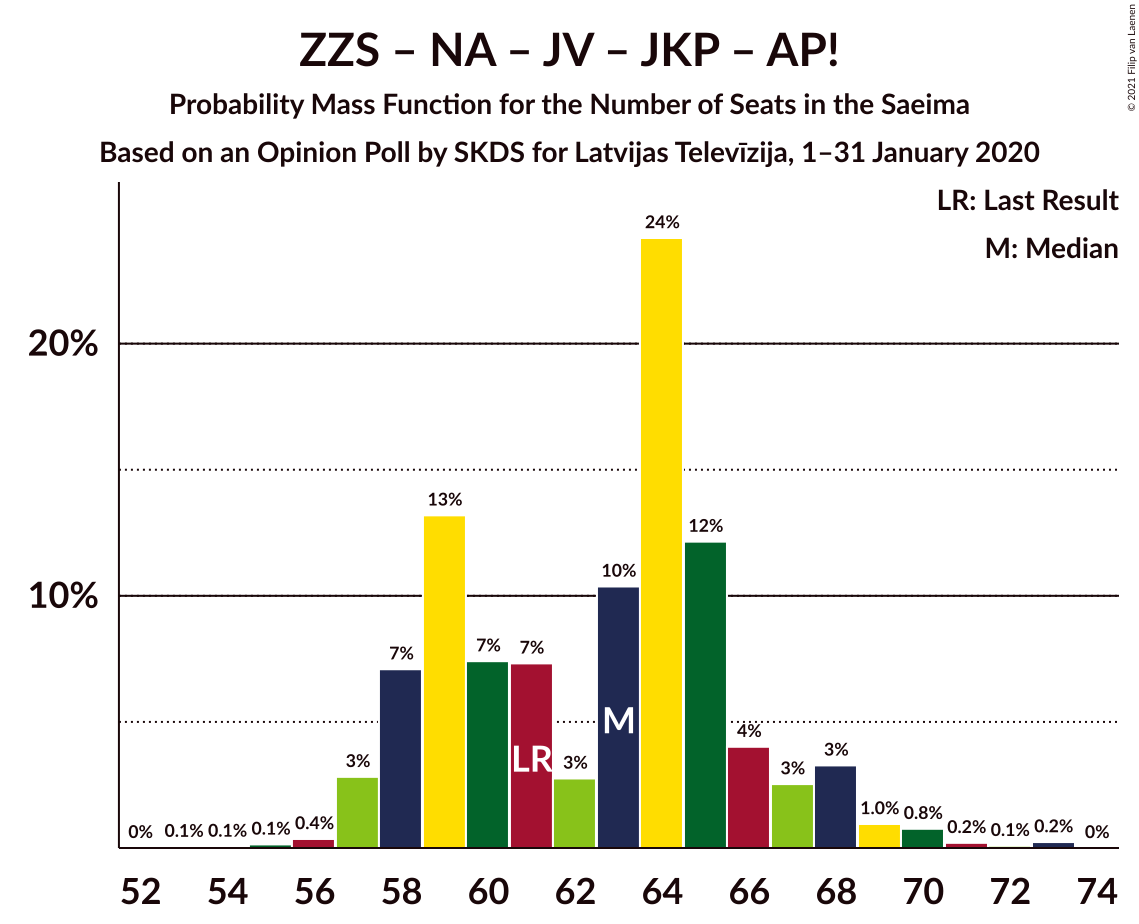 ZZS – NA – JV – JKP – AP!
Probability Mass Function for the Number of Seats in the Saeima
Based on an Opinion Poll by SKDS for Latvijas Televīzija, 1–31 January 2020
© 2021 Filip van Laenen
LR: Last Result
M: Median
20%
10%
0%
0.1%
0.1%
0.1%
0.4%
3%
7%
13%
7%
7%
3%
10%
24%
12%
4%
3%
3%
1.0%
0.8%
0.2%
0.1%
0.2%
0%
LR
M
52 54 56 58 60 62 64 66 68 70 72 74